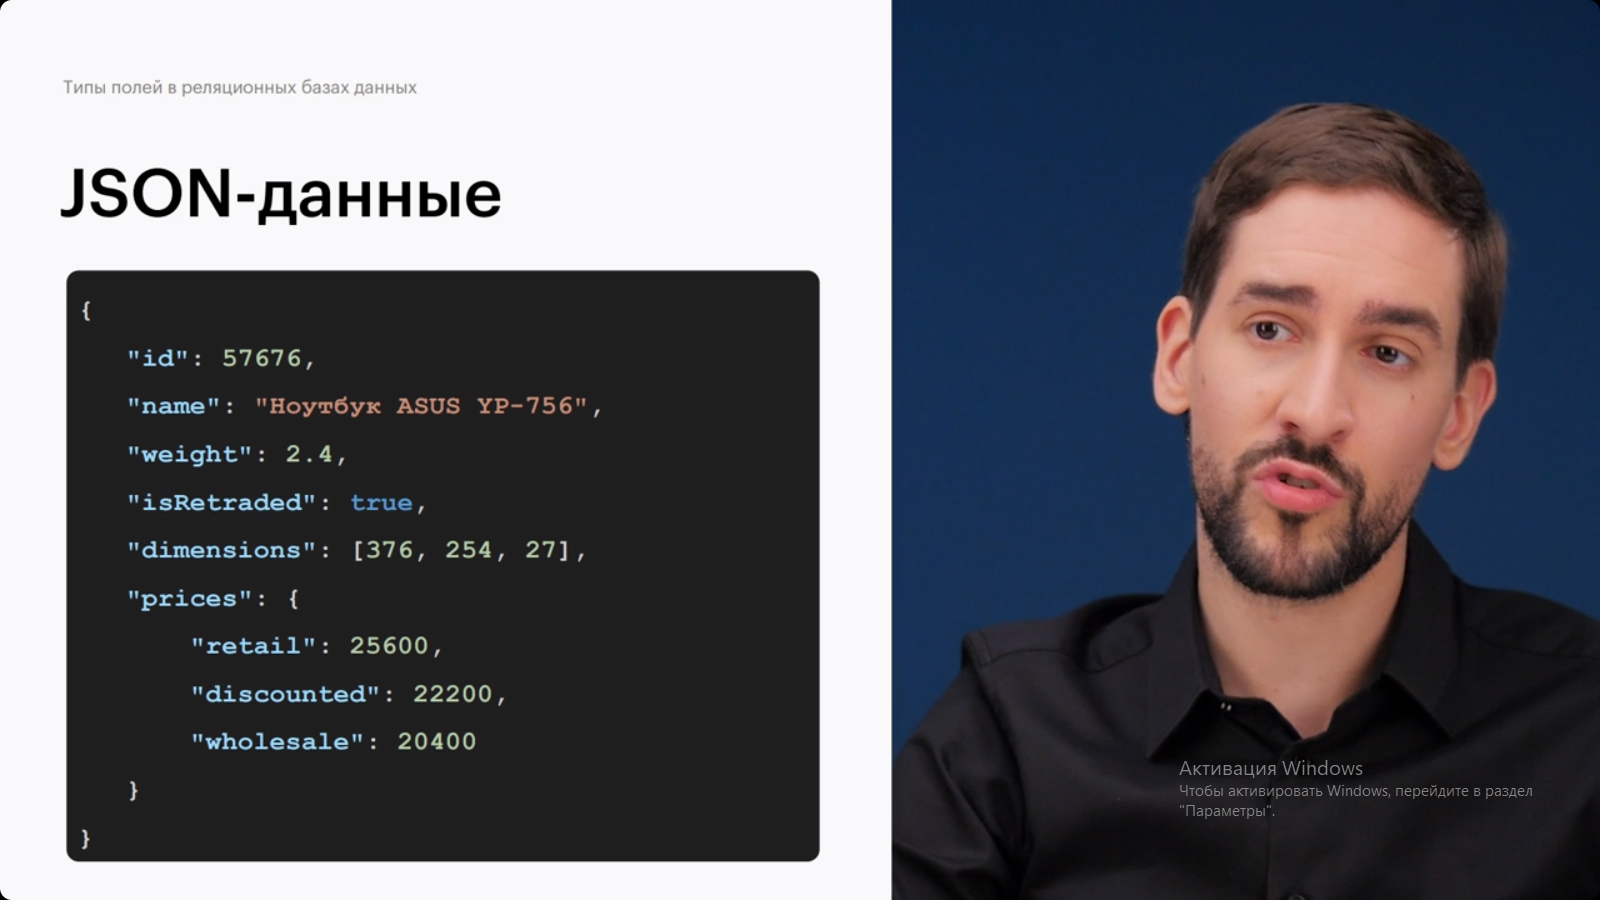 Типы полей в реляционных базах данных
JSON-данные
{
"id": 57676,
"name": "Ноутбук ASUS YP-756",
"weight": 2.4,
"isRetraded": true,
"dimensions": [376, 254, 27],
"prices": {
"retail": 25600,
"discounted": 22200,
"wholesale": 20400
}
}
Активация Windows
Чтобы активировать Windows, перейдите в раздел
"Параметры".